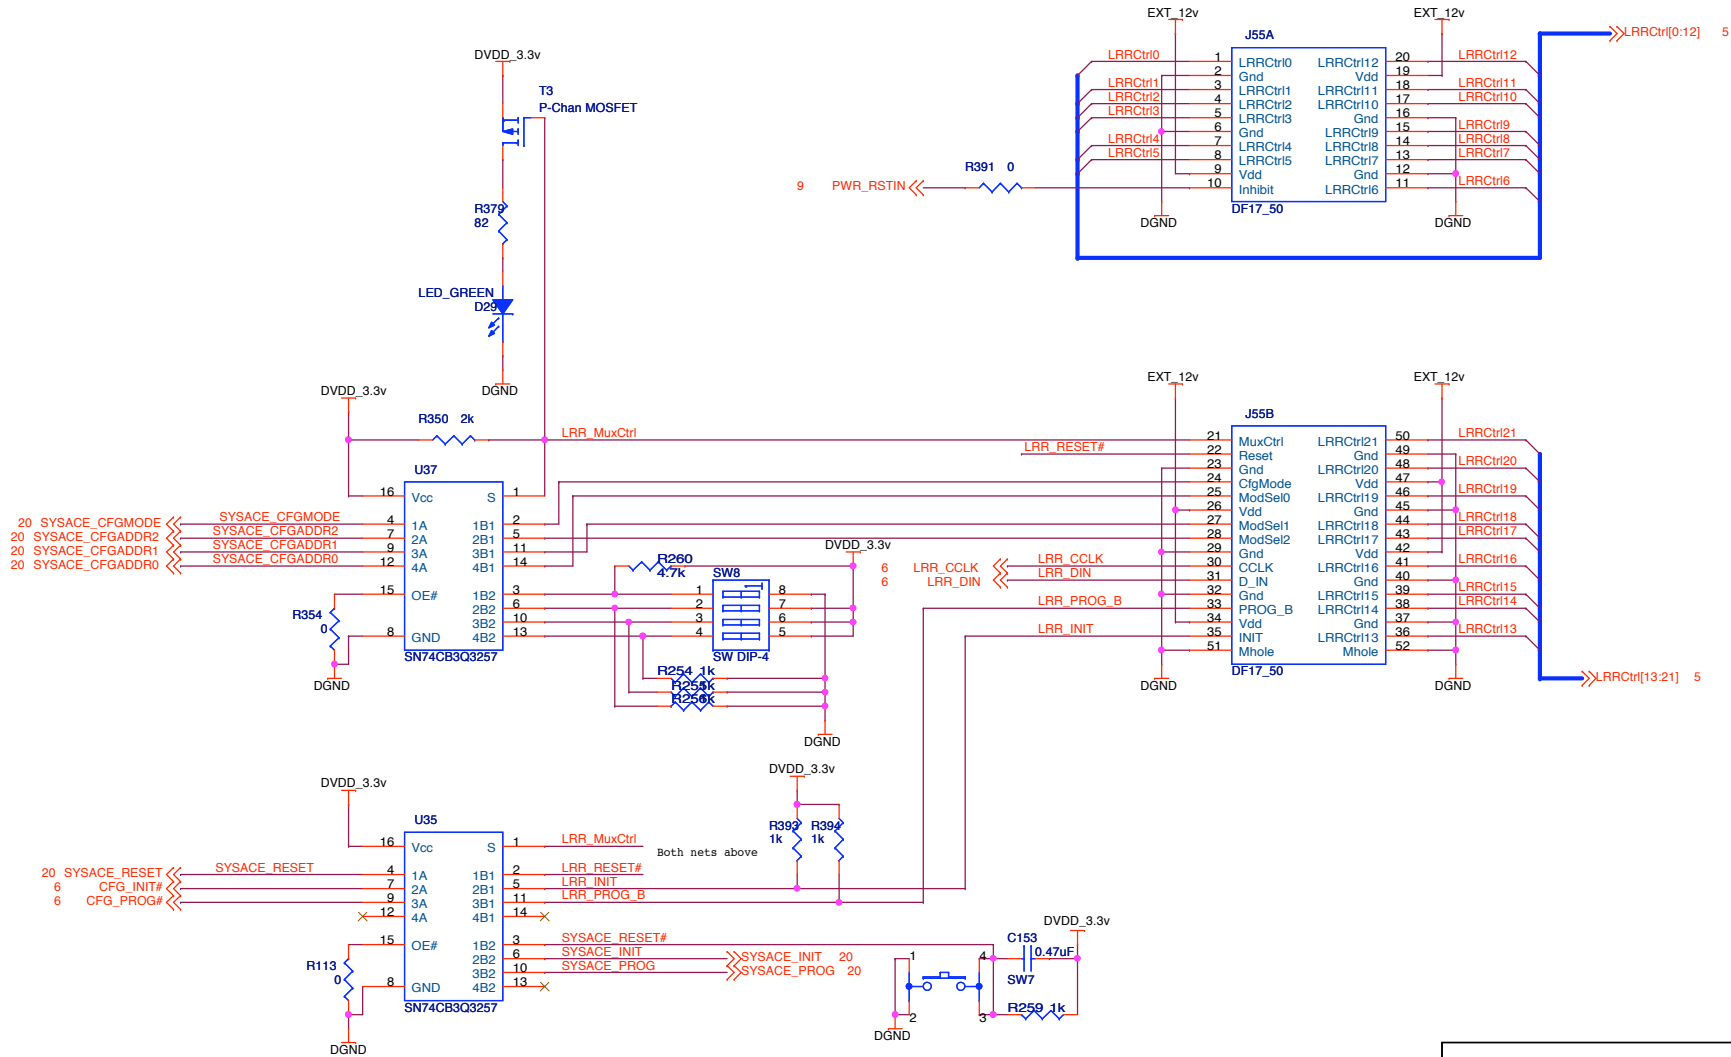 EXT_12v
EXT_12v
LRRCtrl[0:12] 5
J55A
LRRCtrl0 1 LRRCtrl0 LRRCtrl12 20 LRRCtrl12
2 Gnd Vdd 19
LRRCtrl1 3 LRRCtrl1 LRRCtrl11 18 LRRCtrl11
LRRCtrl2 4 LRRCtrl2 LRRCtrl10 17 LRRCtrl10
LRRCtrl3 5 LRRCtrl3 Gnd 16
6 Gnd LRRCtrl9 15 LRRCtrl9
LRRCtrl4 7 LRRCtrl4 LRRCtrl8 14 LRRCtrl8
LRRCtrl5 8 LRRCtrl5 LRRCtrl7 13 LRRCtrl7
9 Vdd Gnd 12
10 Inhibit LRRCtrl6 11 LRRCtrl6
DF17_50
DGND
DGND
R391 0
9 PWR_RSTIN
DVDD_3.3v
T3
P-Chan MOSFET
R379
82
LED_GREEN
D29
DGND
DVDD_3.3v
R350 2k
LRR_MuxCtrl
LRR_RESET#
EXT_12v
EXT_12v
J55B
21 MuxCtrl LRRCtrl21 50 LRRCtrl21
22 Reset Gnd 49
23 Gnd LRRCtrl20 48 LRRCtrl20
24 CfgMode Vdd 47
25 ModSel0 LRRCtrl19 46 LRRCtrl19
26 Vdd Gnd 45
27 ModSel1 LRRCtrl18 44 LRRCtrl18
28 ModSel2 LRRCtrl17 43 LRRCtrl17
29 Gnd Vdd 42
6 LRR_CCLK LRR_CCLK 30 CCLK LRRCtrl16 41 LRRCtrl16
6 LRR_DIN LRR_DIN 31 D_IN Gnd 40
32 Gnd LRRCtrl15 39 LRRCtrl15
LRR_PROG_B 33 PROG_B LRRCtrl14 38 LRRCtrl14
34 Vdd Gnd 37
LRR_INIT 35 INIT LRRCtrl13 36 LRRCtrl13
51 Mhole Mhole 52
DF17_50
DGND
DGND
LRRCtrl[13:21] 5
U37
16 Vcc S 1
20 SYSACE_CFGMODE SYSACE_CFGMODE 4 1A 1B1 2
20 SYSACE_CFGADDR2 SYSACE_CFGADDR2 7 2A 2B1 5
20 SYSACE_CFGADDR1 SYSACE_CFGADDR1 9 3A 3B1 11
20 SYSACE_CFGADDR0 SYSACE_CFGADDR0 12 4A 4B1 14
15 OE# 1B2 3
2B2 6
3B2 10
8 GND 4B2 13
SN74CB3Q3257
R354
0
DGND
DVDD_3.3v
R260
4.7k
SW8
1 8
2 7
3 6
4 5
SW DIP-4
R254 1k
R255 1k
R256 1k
DGND
DVDD_3.3v
DVDD_3.3v
R393
1k
R394
1k
U35
16 Vcc S 1 LRR_MuxCtrl
Both nets above
20 SYSACE_RESET SYSACE_RESET 4 1A 1B1 2 LRR_RESET#
6 CFG_INIT# 7 2A 2B1 5 LRR_INIT
6 CFG_PROG# 9 3A 3B1 11 LRR_PROG_B
12 4A 4B1 14
15 OE# 1B2 3 SYSACE_RESET#
2B2 6 SYSACE_INIT SYSACE_INIT 20
3B2 10 SYSACE_PROG SYSACE_PROG 20
8 GND 4B2 13
SN74CB3Q3257
R113
0
DGND
DVDD_3.3v
C153
0.47uF
1 4
SW7
2 3
R259 1k
DGND